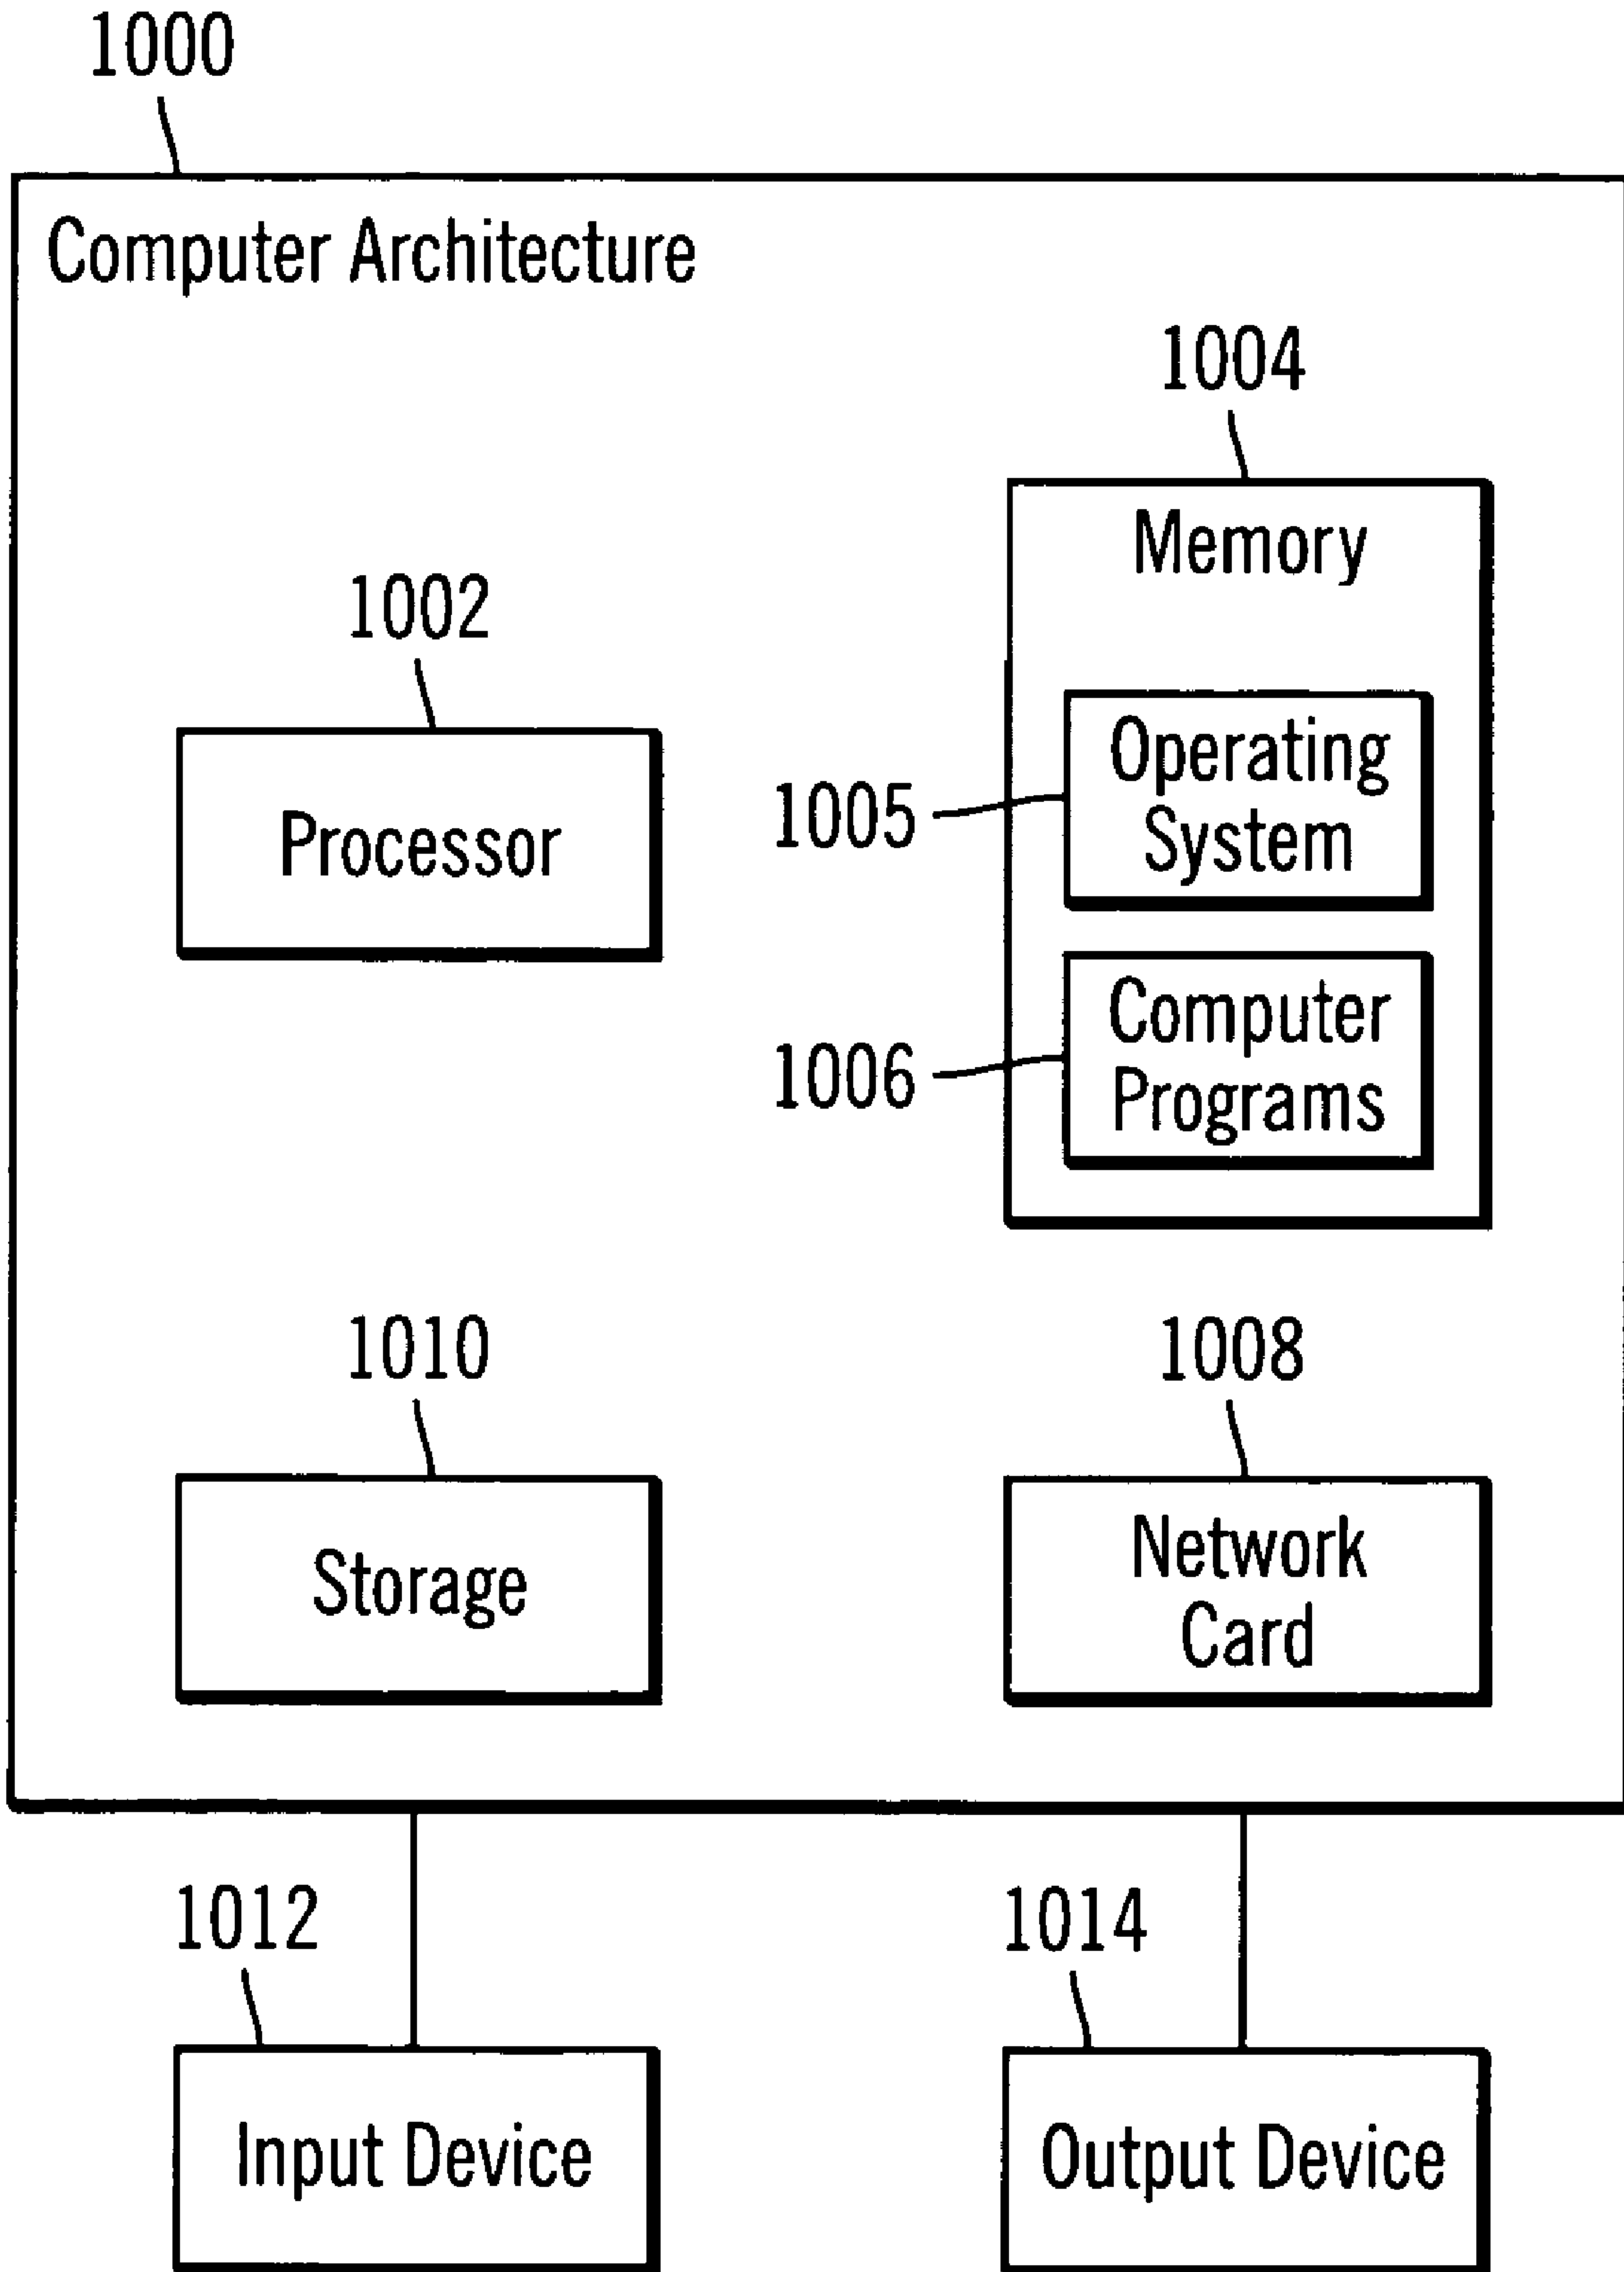 1000
Computer Architecture
1004
Memory
1002
Processor
1005
Operating
System
1006
Computer
Programs
1010
Storage
1008
Network
Card
1012
Input Device
1014
Output Device